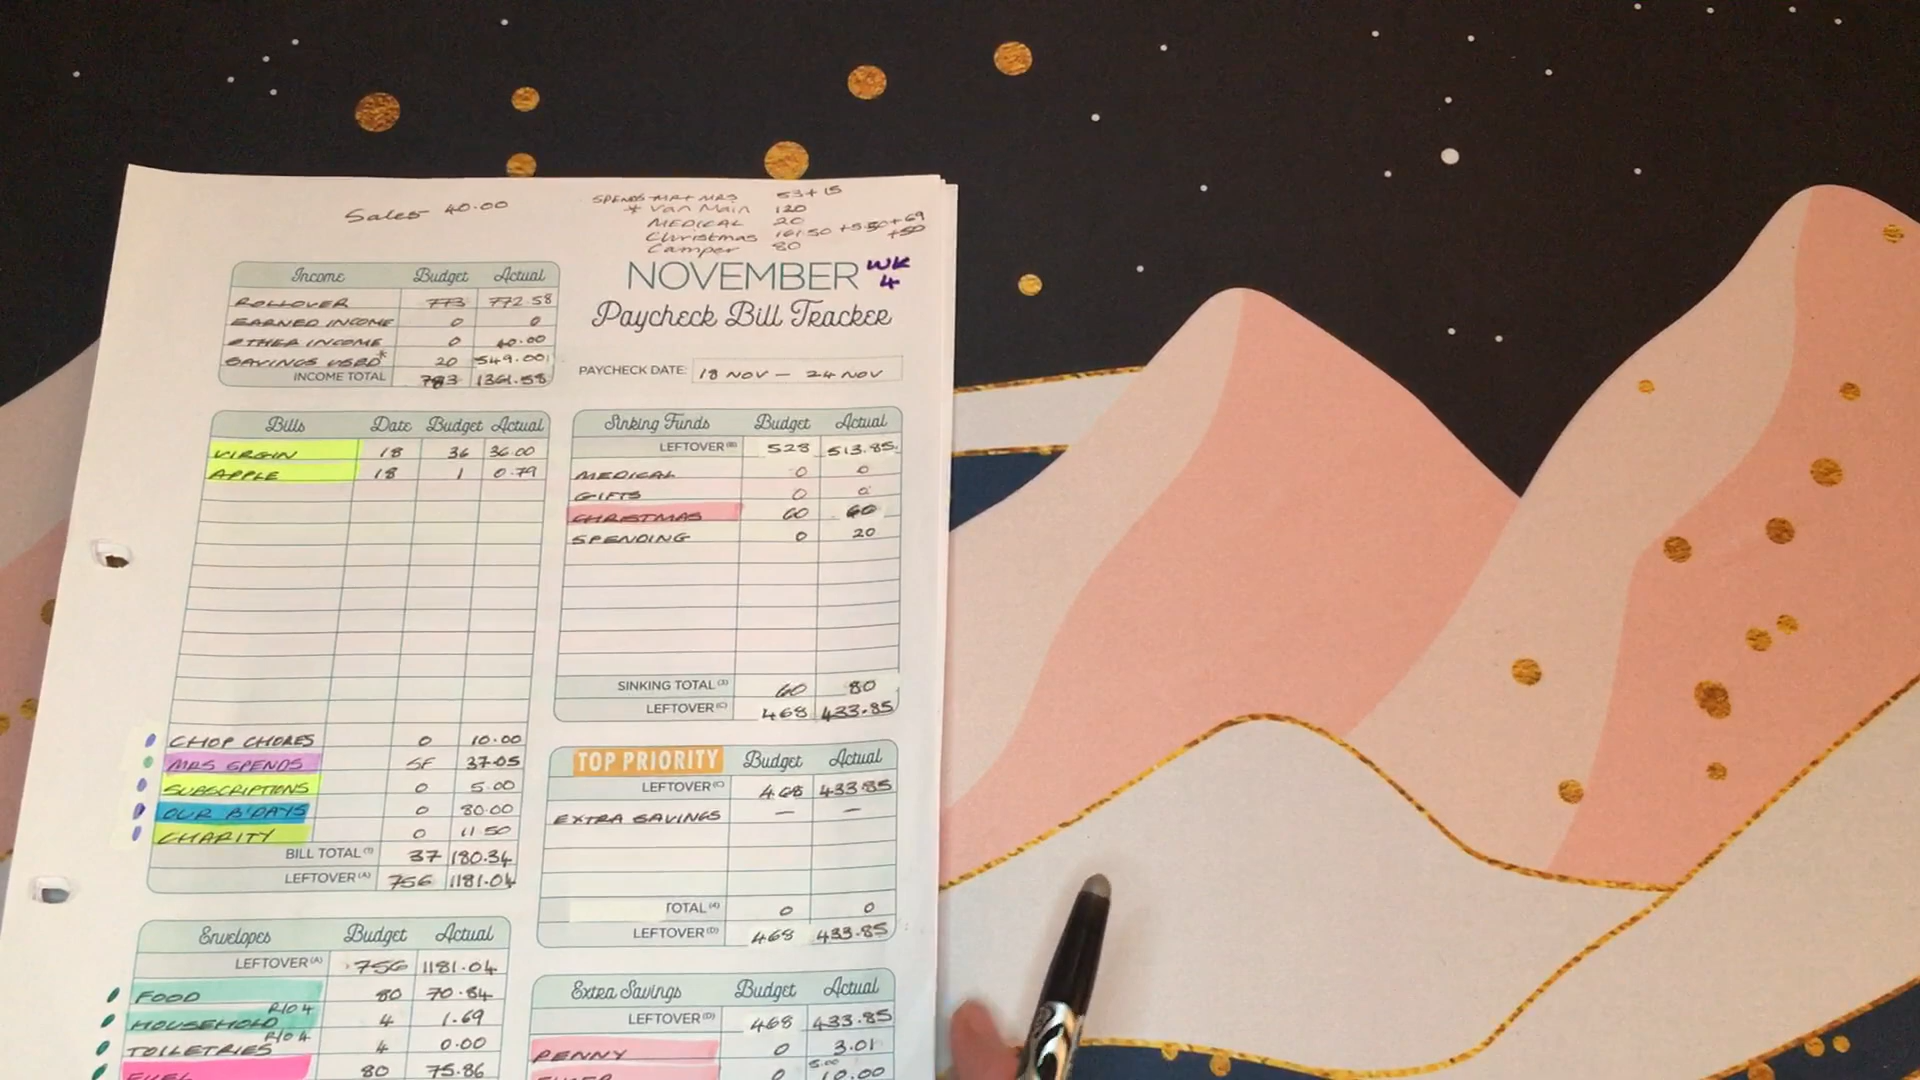 Sales 40.00
SPENDS MR+MRS 53+15
* Van Main 120
MEDICAL 20
Christmas 161.50 +5.50 +69
+50
Camper 80
NOVEMBER WK 4
Paycheck Bill Tracker
PAYCHECK DATE: 18 NOV — 24 NOV
Income Budget Actual
ROLLOVER 773 772.58
EARNED INCOME 0 0
OTHER INCOME 0 40.00
SAVINGS USED* 20 549.00
INCOME TOTAL 793 1361.58
Bills Date Budget Actual
VIRGIN 18 36 36.00
APPLE 18 1 0.79
CHOP CHORES 0 10.00
MRS SPENDS SF 37.05
SUBSCRIPTIONS 0 5.00
OUR B'DAYS 0 80.00
CHARITY 0 11.50
BILL TOTAL (1) 37 180.34
LEFTOVER (A) 756 1181.04
Envelopes Budget Actual
LEFTOVER (A) 756 1181.04
FOOD 80 70.84
HOUSEHOLD R/O 4 4 1.69
TOILETRIES R/O 4 4 0.00
FUEL 80 75.86
Sinking Funds Budget Actual
LEFTOVER (B) 528 513.85
MEDICAL 0 0
GIFTS 0 0
CHRISTMAS 60 60
SPENDING 0 20
SINKING TOTAL (3) 60 80
LEFTOVER (C) 468 433.85
TOP PRIORITY Budget Actual
LEFTOVER (C) 468 433.85
EXTRA SAVINGS — —
TOTAL (4) 0 0
LEFTOVER (D) 468 433.85
Extra Savings Budget Actual
LEFTOVER (D) 468 433.85
PENNY 0 3.01
5.00
0 10.00